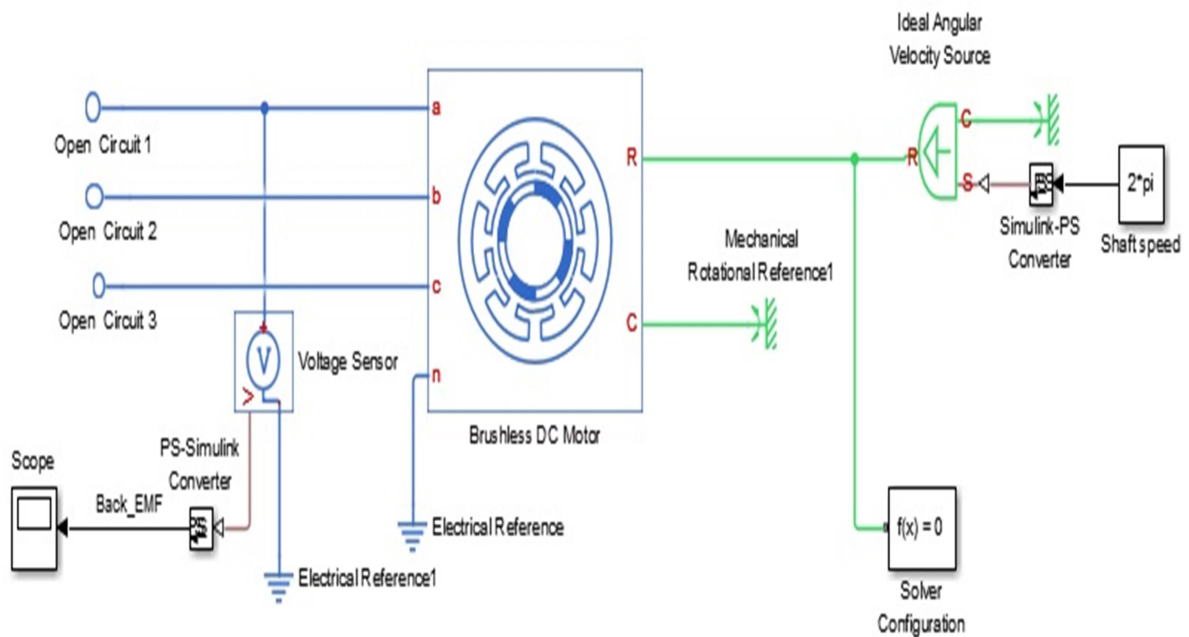 Ideal Angular
Velocity Source
Open Circuit 1
a
R
R
C
S
2*pi
Open Circuit 2
b
Simulink-PS
Converter
Shaft speed
Mechanical
Rotational Reference1
c
C
Open Circuit 3
V
V
Voltage Sensor
n
Brushless DC Motor
PS-Simulink
Converter
Scope
Back_EMF
Electrical Reference
f(x) = 0
Electrical Reference1
Solver
Configuration